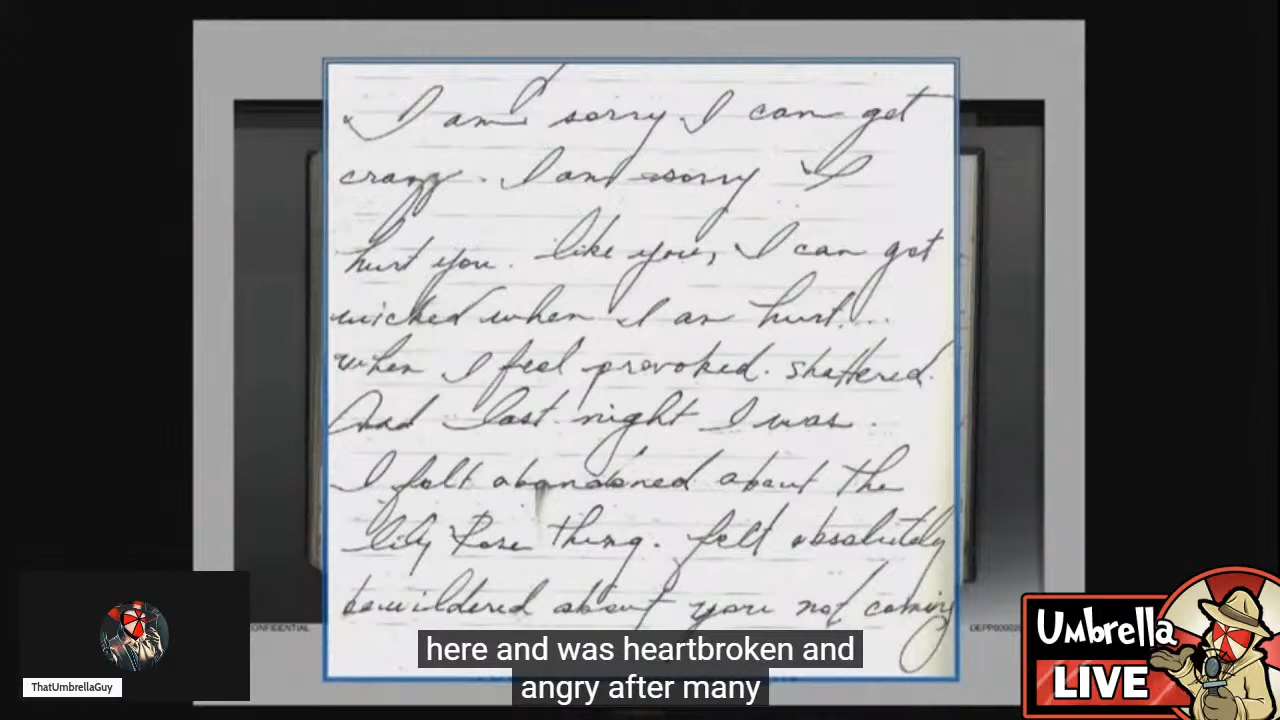 I am sorry I can get
crazy. I am sorry I
hurt you. like you, I can get
wicked when I am hurt...
when I feel provoked. shattered.
And last night I was.
I felt abandoned about the
lily Rose thing. felt absolutely
bewildered about you not coming
here and was heartbroken and
angry after many
ThatUmbrellaGuy
UMBRELLA
LIVE